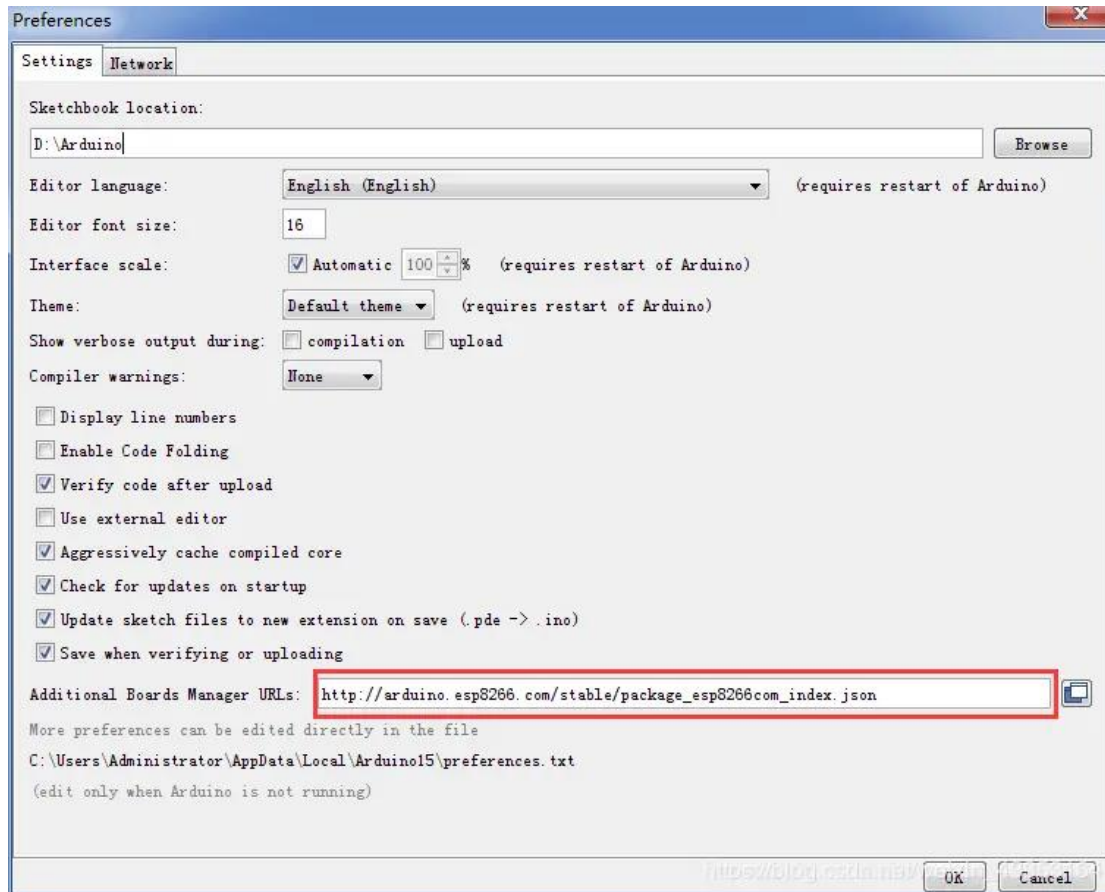 Preferences
Settings Network
Sketchbook location:
D:\Arduino Browse
Editor language: English (English) (requires restart of Arduino)
Editor font size: 16
Interface scale: Automatic 100 % (requires restart of Arduino)
Theme: Default theme (requires restart of Arduino)
Show verbose output during: compilation upload
Compiler warnings: None
Display line numbers
Enable Code Folding
Verify code after upload
Use external editor
Aggressively cache compiled core
Check for updates on startup
Update sketch files to new extension on save (.pde -> .ino)
Save when verifying or uploading
Additional Boards Manager URLs: http://arduino.esp8266.com/stable/package_esp8266com_index.json
More preferences can be edited directly in the file
C:\Users\Administrator\AppData\Local\Arduino15\preferences.txt
(edit only when Arduino is not running)
OK Cancel